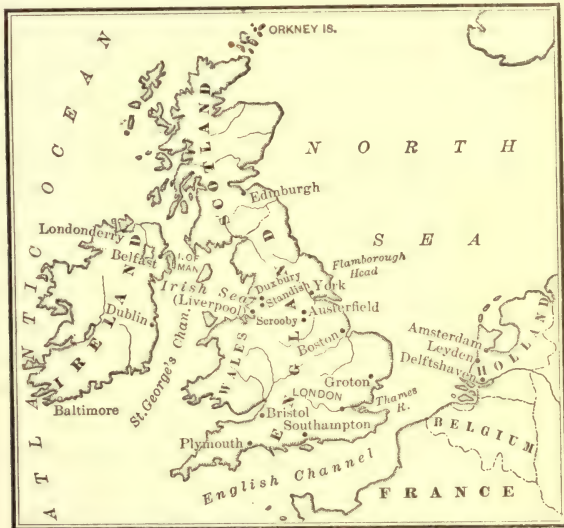 ORKNEY IS.
ATLANTIC OCEAN
NORTH
SEA
SCOTLAND
Edinburgh
Londonderry
Belfast
I. OF
MAN
IRELAND
Irish Sea
Flamborough
Head
Duxbury
Standish
York
(Liverpool)
Scrooby
Austerfield
Dublin
Boston
St. George's Chan.
WALES
ENGLAND
Amsterdam
Leyden
Delftshaven
HOLLAND
Groton
LONDON
Thames
R.
Baltimore
Bristol
Southampton
Plymouth
BELGIUM
English Channel
FRANCE